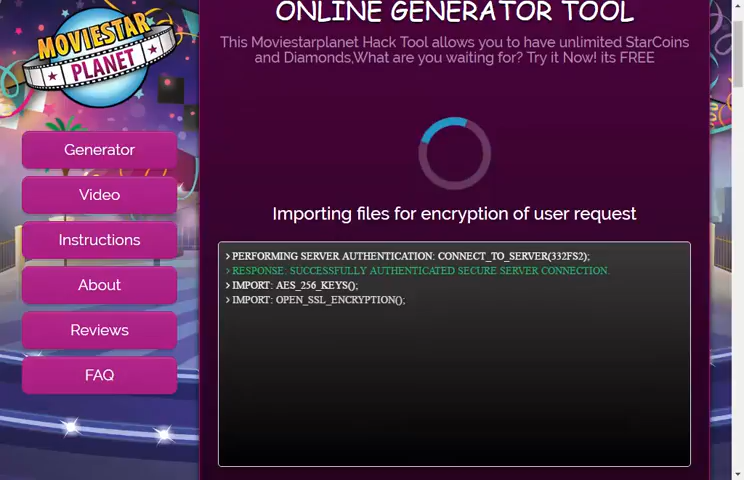 ONLINE GENERATOR TOOL
This Moviestarplanet Hack Tool allows you to have unlimited StarCoins
and Diamonds,What are you waiting for? Try it Now! its FREE
MOVIESTAR
PLANET
Generator
Video
Instructions
About
Reviews
FAQ
Importing files for encryption of user request
> PERFORMING SERVER AUTHENTICATION: CONNECT_TO_SERVER(332FS2);
> RESPONSE: SUCCESSFULLY AUTHENTICATED SECURE SERVER CONNECTION.
> IMPORT: AES_256_KEYS();
> IMPORT: OPEN_SSL_ENCRYPTION();